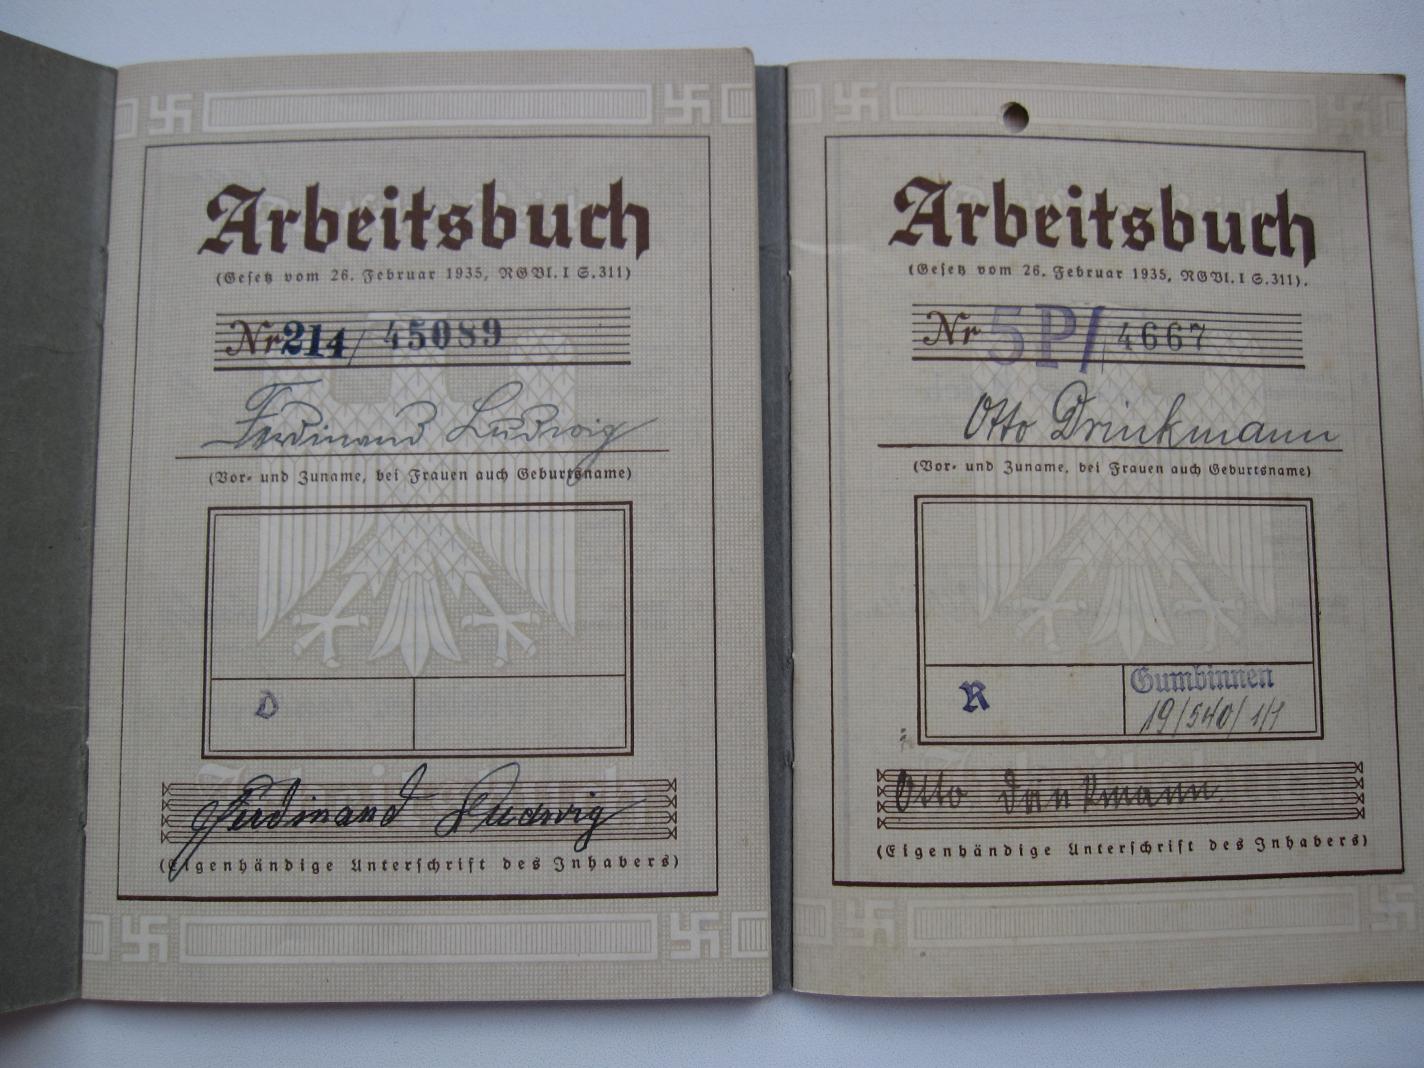 Arbeitsbuch
(Gesetz vom 26. Februar 1935, RGBl. I S. 311)
Nr 214/45089
Ferdinand Ludwig
(Vor- und Zuname, bei Frauen auch Geburtsname)
D
Ferdinand Ludwig
(Eigenhändige Unterschrift des Inhabers)
Arbeitsbuch
(Gesetz vom 26. Februar 1935, RGBl. I S. 311).
Nr 5P/4667
Otto Drinkmann
(Vor- und Zuname, bei Frauen auch Geburtsname)
R
Gumbinnen
19/540/1/1
Otto Drinkmann
(Eigenhändige Unterschrift des Inhabers)